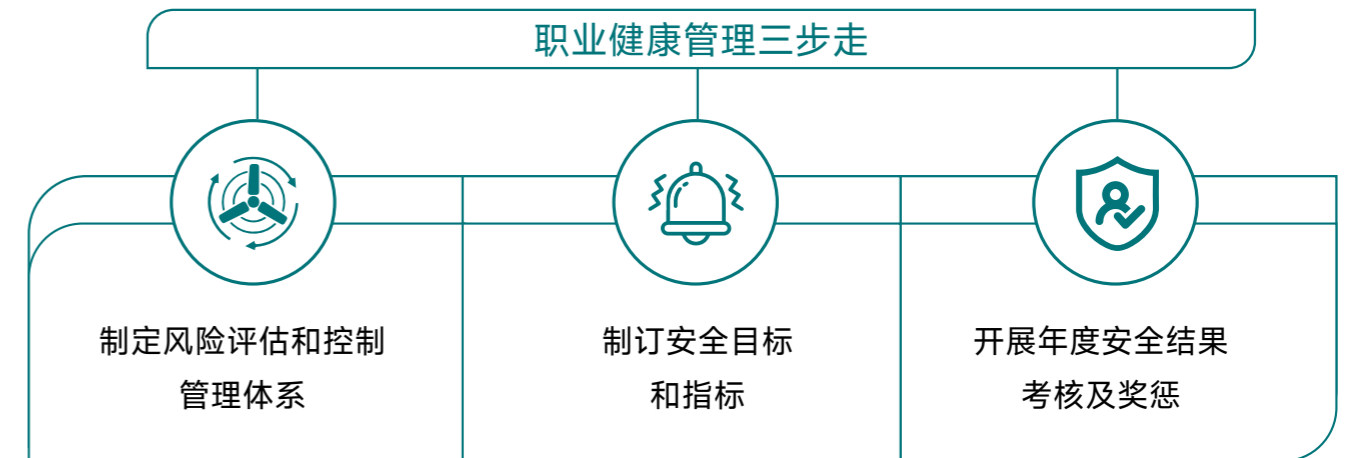 职业健康管理三步走
制定风险评估和控制
管理体系
制订安全目标
和指标
开展年度安全结果
考核及奖惩